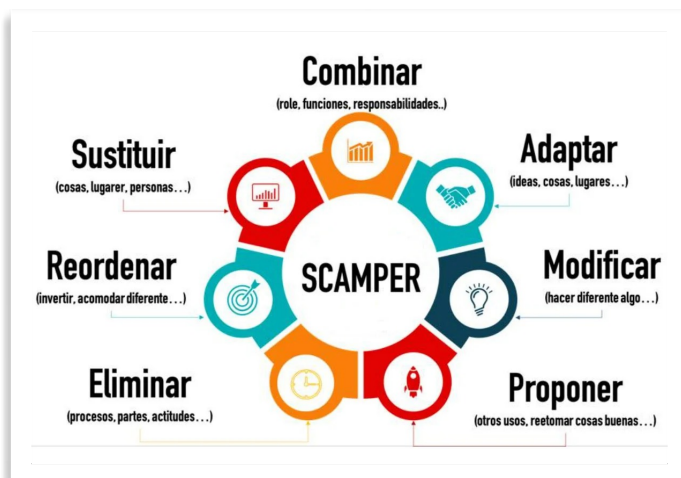 Combinar
(role, funciones, responsabilidades..)
Sustituir
(cosas, lugarer, personas...)
Adaptar
(ideas, cosas, lugares...)
Reordenar
(invertir, acomodar diferente...)
SCAMPER
Modificar
(hacer diferente algo...)
Eliminar
(procesos, partes, actitudes...)
Proponer
(otros usos, reetomar cosas buenas...)